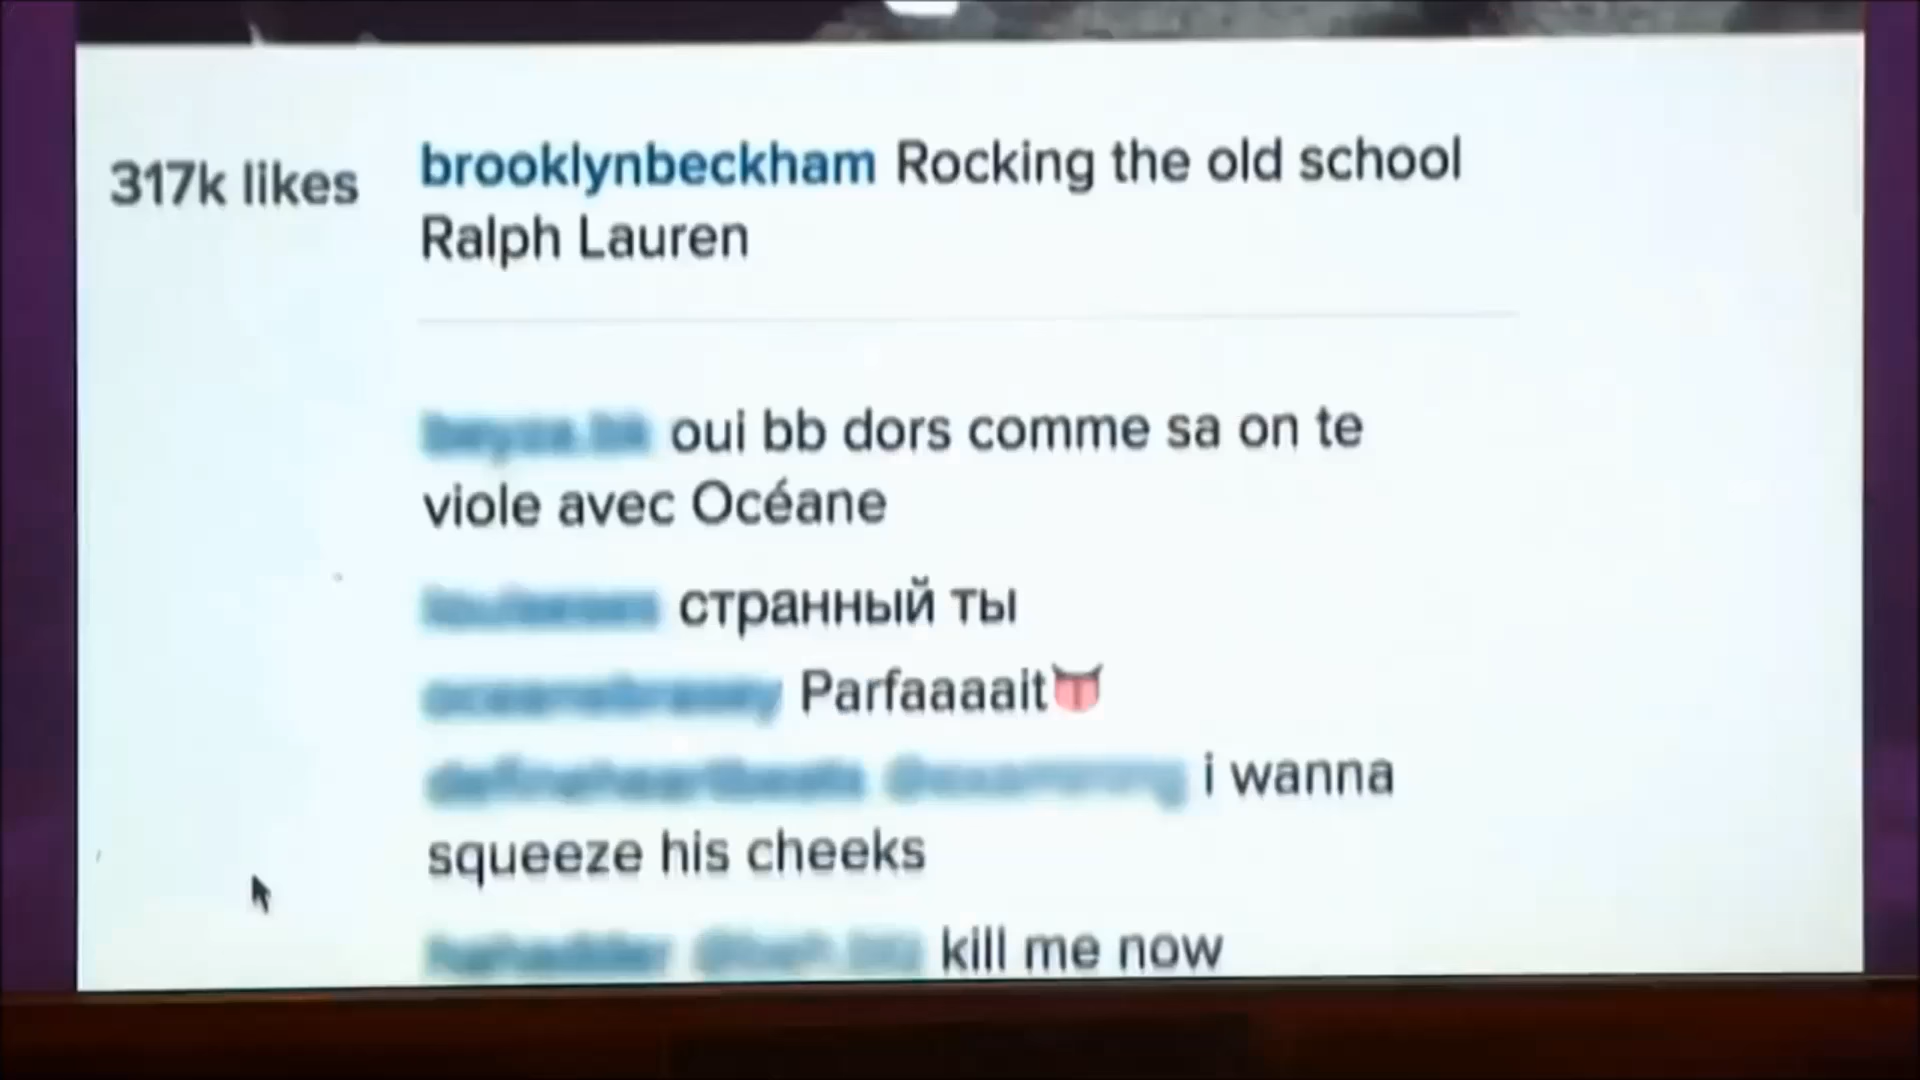 317k likes
brooklynbeckham Rocking the old school
Ralph Lauren
oui bb dors comme sa on te
viole avec Océane
странный ты
Parfaaaait👅
i wanna
squeeze his cheeks
kill me now